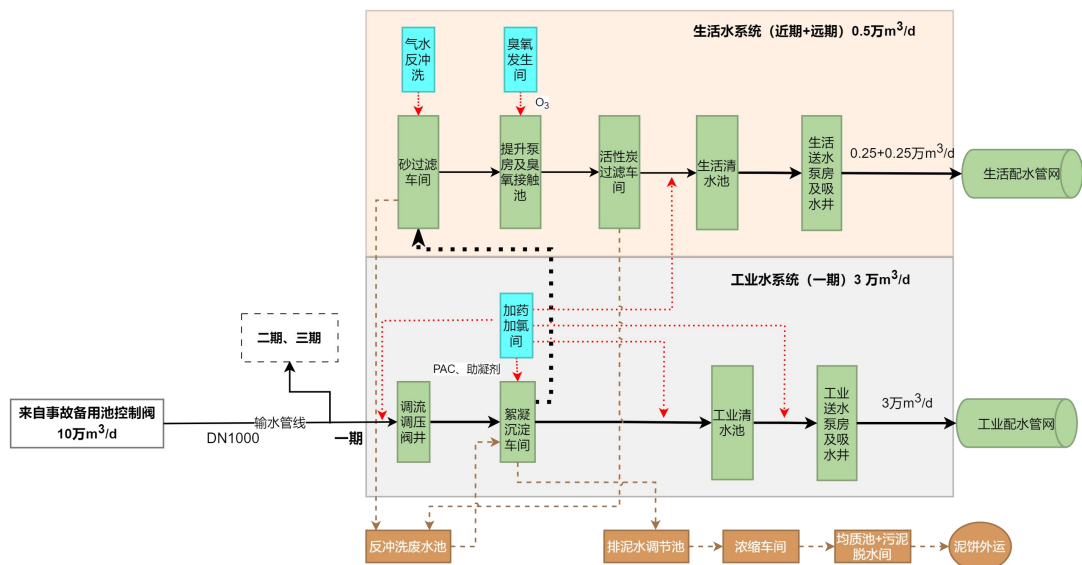 生活水系统（近期+远期）0.5万m³/d
气水
反冲
洗
臭氧
发生
间
O₃
砂过滤
车间
提升泵
房及臭
氧接触
池
活性炭
过滤车
间
生活清
水池
生活
送水
泵房
及吸
水井
0.25+0.25万m³/d
生活配水管网
工业水系统（一期）3 万m³/d
加药
加氯
间
二期、三期
PAC、助凝剂
来自事故备用池控制阀
10万m³/d
输水管线
DN1000
一期
调流
调压
阀井
絮凝
沉淀
车间
工业清
水池
工业
送水
泵房
及吸
水井
3万m³/d
工业配水管网
反冲洗废水池
排泥水调节池
浓缩车间
均质池+污泥
脱水间
泥饼外运